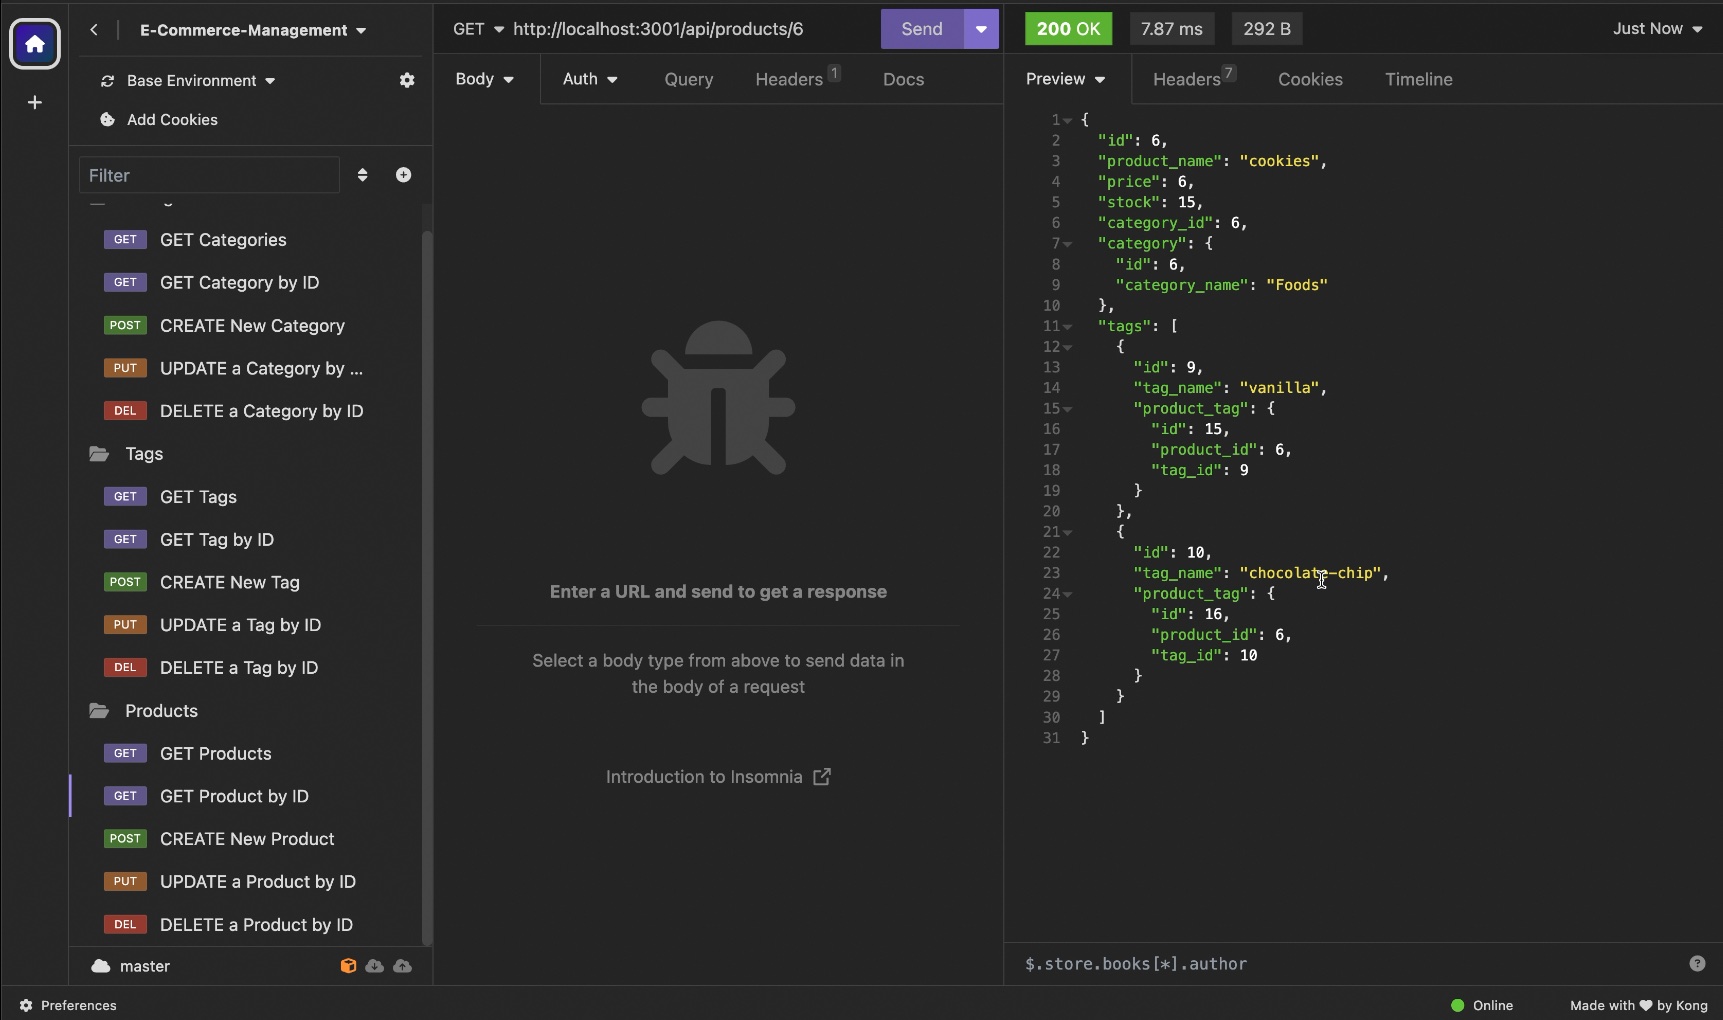 E-Commerce-Management
Base Environment
Add Cookies
Filter
GET GET Categories
GET GET Category by ID
POST CREATE New Category
PUT UPDATE a Category by ...
DEL DELETE a Category by ID
Tags
GET GET Tags
GET GET Tag by ID
POST CREATE New Tag
PUT UPDATE a Tag by ID
DEL DELETE a Tag by ID
Products
GET GET Products
GET GET Product by ID
POST CREATE New Product
PUT UPDATE a Product by ID
DEL DELETE a Product by ID
master
GET http://localhost:3001/api/products/6 Send
Body Auth Query Headers 1 Docs
Enter a URL and send to get a response
Select a body type from above to send data in
the body of a request
Introduction to Insomnia
200 OK 7.87 ms 292 B Just Now
Preview Headers 7 Cookies Timeline
1 {
2 "id": 6,
3 "product_name": "cookies",
4 "price": 6,
5 "stock": 15,
6 "category_id": 6,
7 "category": {
8 "id": 6,
9 "category_name": "Foods"
10 },
11 "tags": [
12 {
13 "id": 9,
14 "tag_name": "vanilla",
15 "product_tag": {
16 "id": 15,
17 "product_id": 6,
18 "tag_id": 9
19 }
20 },
21 {
22 "id": 10,
23 "tag_name": "chocolate-chip",
24 "product_tag": {
25 "id": 16,
26 "product_id": 6,
27 "tag_id": 10
28 }
29 }
30 ]
31 }
$.store.books[*].author
Preferences
Online
Made with ♥ by Kong